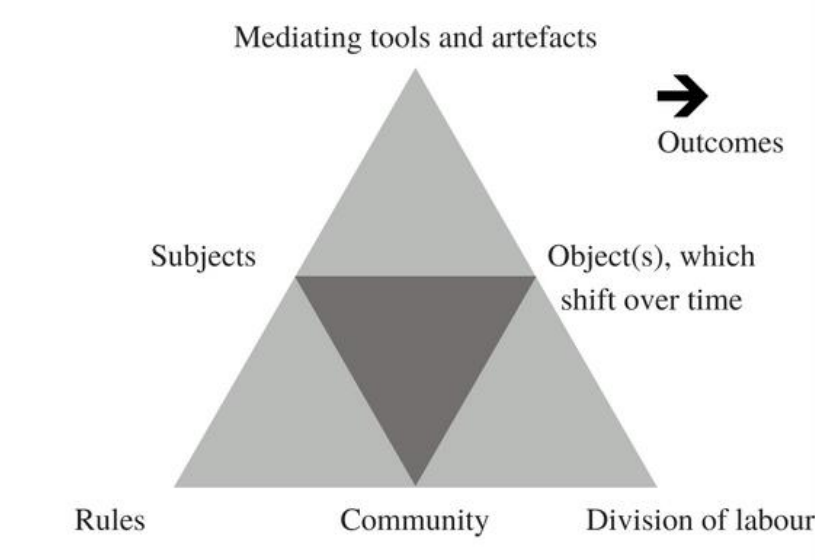 Mediating tools and artefacts
Outcomes
Subjects
Object(s), which
shift over time
Rules
Community
Division of labour